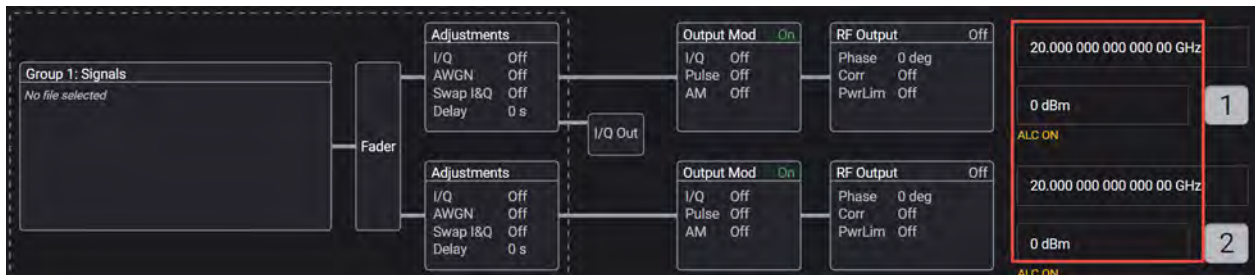 Group 1: Signals
No file selected
Fader
Adjustments
I/Q Off
AWGN Off
Swap I&Q Off
Delay 0 s
I/Q Out
Output Mod On
I/Q Off
Pulse Off
AM Off
RF Output Off
Phase 0 deg
Corr Off
PwrLim Off
20.000 000 000 000 00 GHz
0 dBm
1
ALC ON
Adjustments
I/Q Off
AWGN Off
Swap I&Q Off
Delay 0 s
Output Mod On
I/Q Off
Pulse Off
AM Off
RF Output Off
Phase 0 deg
Corr Off
PwrLim Off
20.000 000 000 000 00 GHz
0 dBm
2
ALC ON